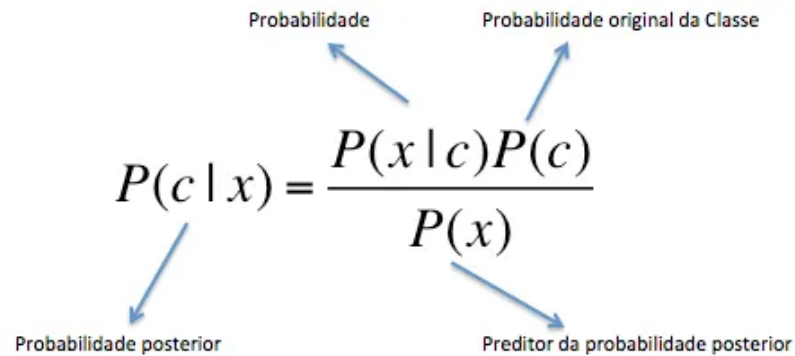 Probabilidade
Probabilidade original da Classe
P(c|x) = P(x|c)P(c)
P(x)
Probabilidade posterior
Preditor da probabilidade posterior